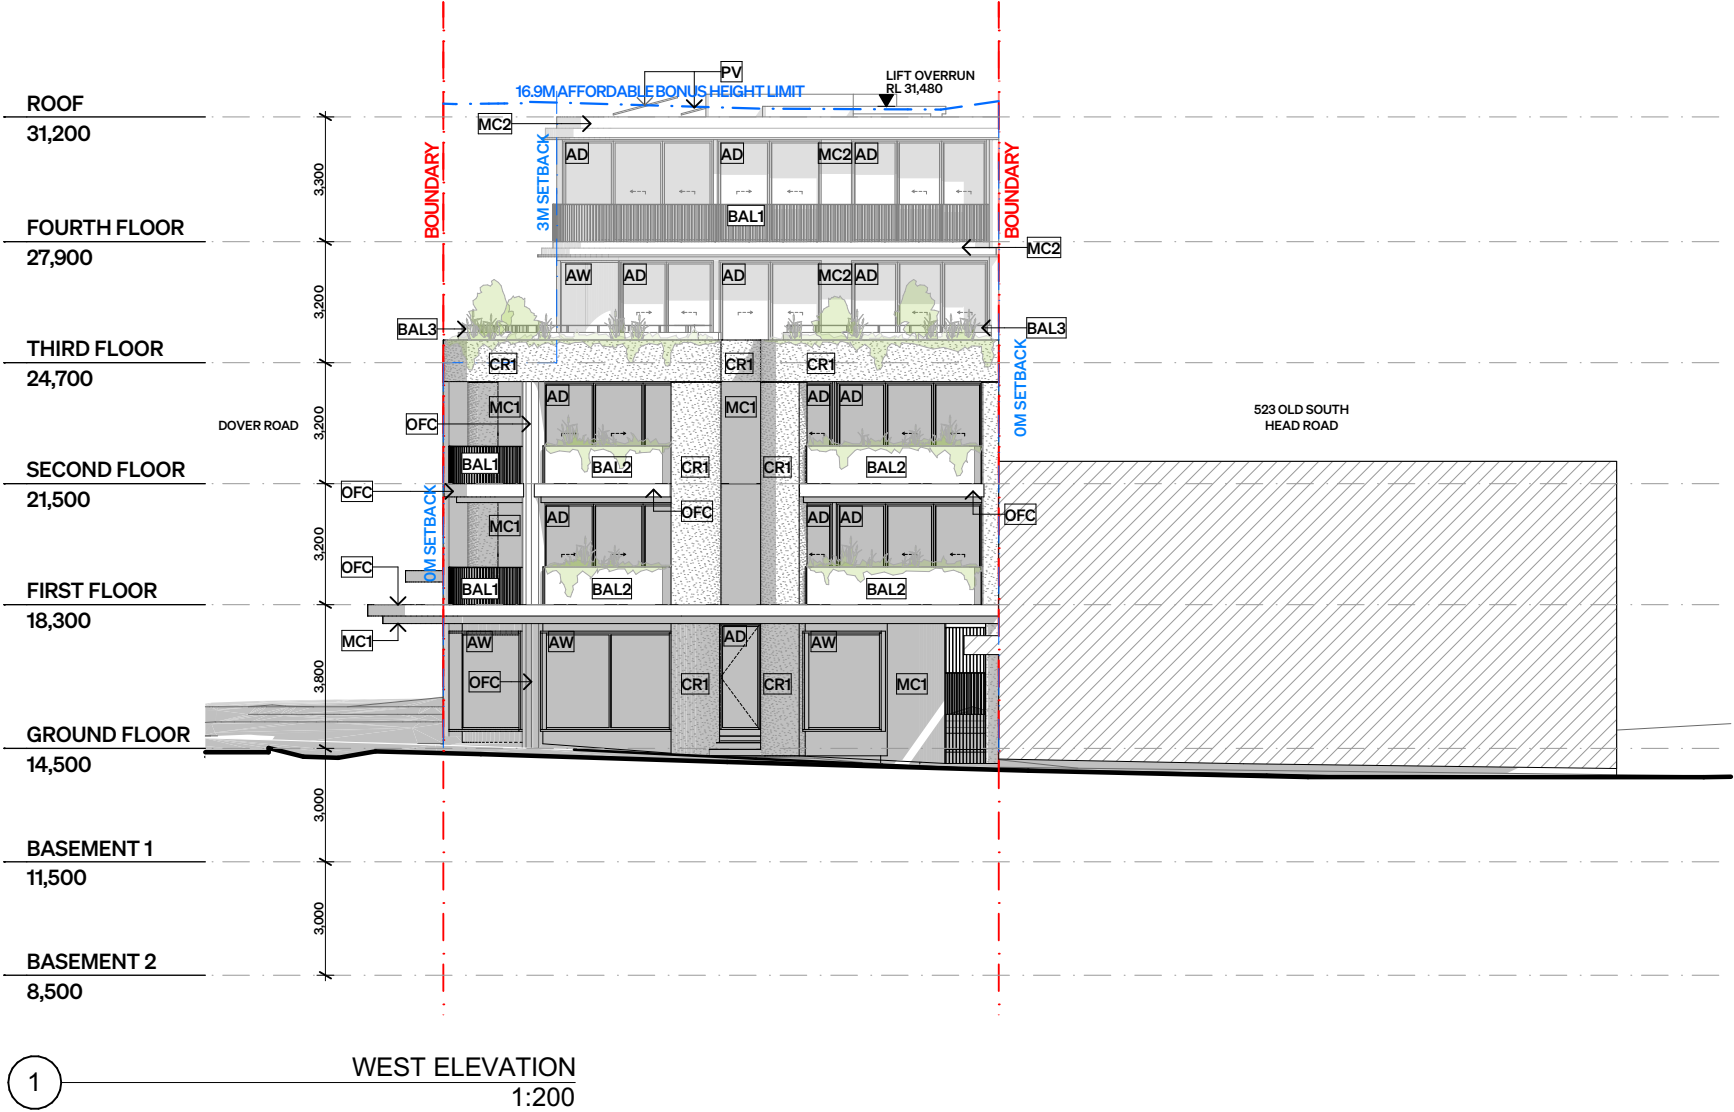 PV
LIFT OVERRUN
RL 31,480
16.9M AFFORDABLE BONUS HEIGHT LIMIT
ROOF
31,200
MC2
BOUNDARY
3M SETBACK
BOUNDARY
AD
AD
MC2
AD
3,300
BAL1
FOURTH FLOOR
27,900
MC2
AW
AD
AD
MC2
AD
3,200
BAL3
BAL3
THIRD FLOOR
24,700
CR1
CR1
CR1
0M SETBACK
AD
AD
AD
MC1
MC1
DOVER ROAD
OFC
3,200
523 OLD SOUTH
HEAD ROAD
SECOND FLOOR
21,500
BAL1
BAL2
CR1
CR1
BAL2
OFC
OFC
OFC
0M SETBACK
MC1
AD
AD
AD
3,200
OFC
FIRST FLOOR
18,300
BAL1
BAL2
BAL2
MC1
AW
AW
AD
AW
3,800
OFC
CR1
CR1
MC1
GROUND FLOOR
14,500
3,000
BASEMENT 1
11,500
3,000
BASEMENT 2
8,500
1
WEST ELEVATION
1:200